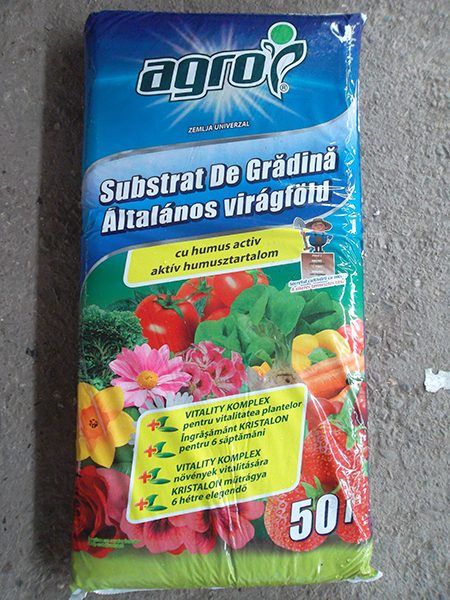 agro
®
ZEMLJA UNIVERZAL
Substrat De Grădină
Általános virágföld
cu humus activ
aktív humusztartalom
VITALITY KOMPLEX
pentru vitalitatea plantelor
Îngrășământ KRISTALON
pentru 6 săptămâni
VITALITY KOMPLEX
növények vitalitására
KRISTALON műtrágya
6 hétre elegendő
50 l